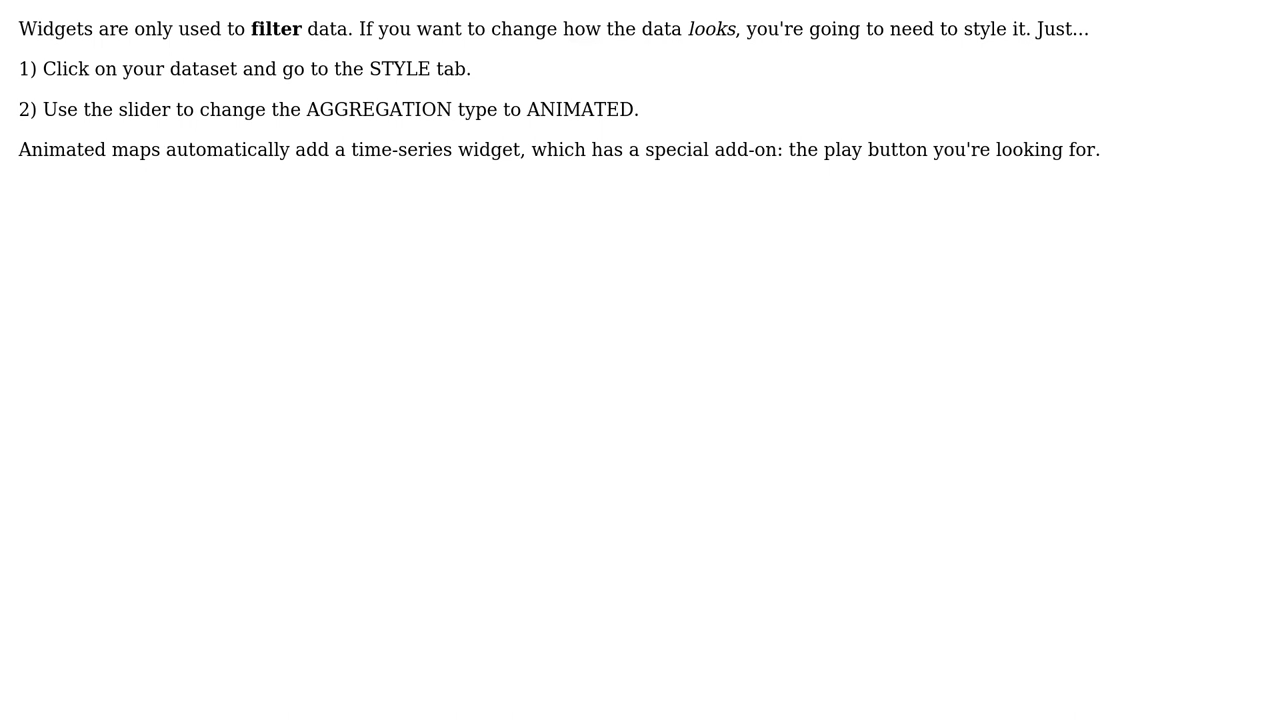 Widgets are only used to filter data. If you want to change how the data looks, you're going to need to style it. Just...
1) Click on your dataset and go to the STYLE tab.
2) Use the slider to change the AGGREGATION type to ANIMATED.
Animated maps automatically add a time-series widget, which has a special add-on: the play button you're looking for.